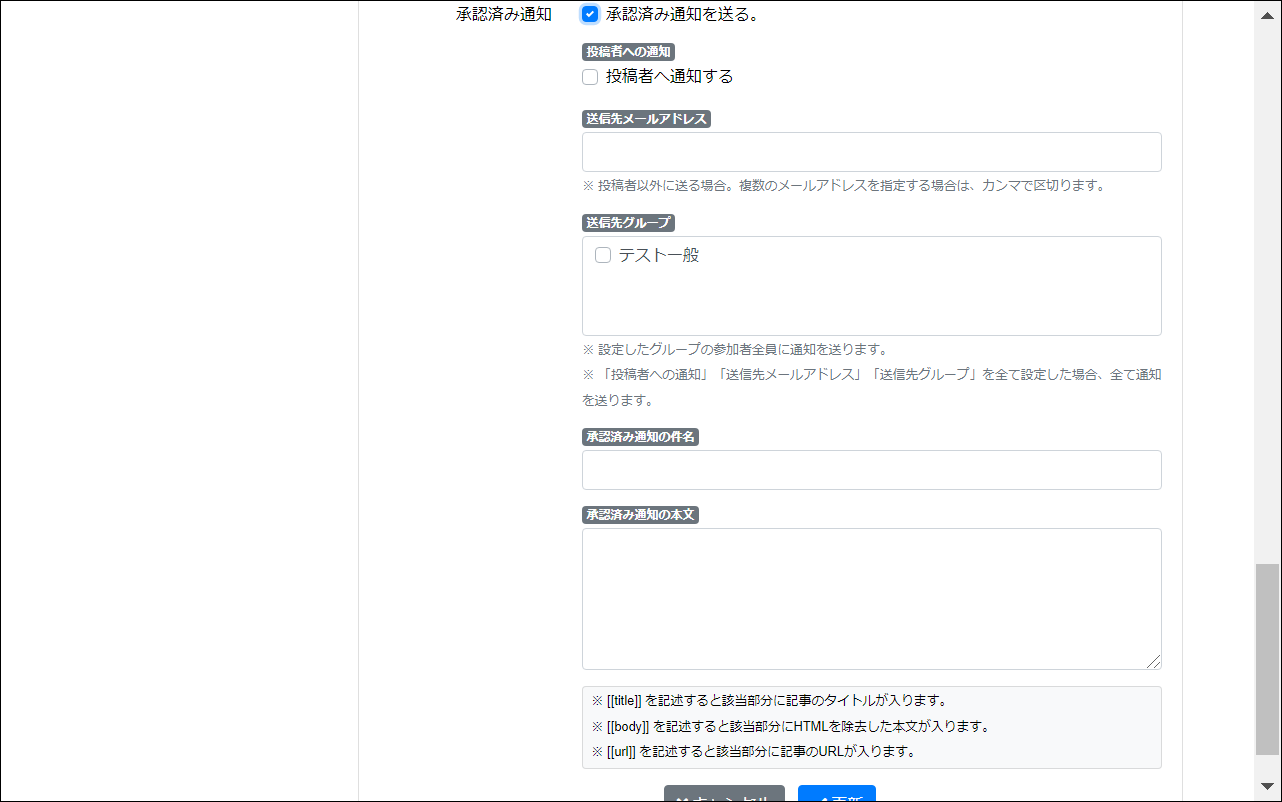 承認済み通知 承認済み通知を送る。
投稿者への通知
投稿者へ通知する
送信先メールアドレス
※ 投稿者以外に送る場合。複数のメールアドレスを指定する場合は、カンマで区切ります。
送信先グループ
テスト一般
※ 設定したグループの参加者全員に通知を送ります。
※ 「投稿者への通知」「送信先メールアドレス」「送信先グループ」を全て設定した場合、全て通知
を送ります。
承認済み通知の件名
承認済み通知の本文
※ [[title]] を記述すると該当部分に記事のタイトルが入ります。
※ [[body]] を記述すると該当部分にHTMLを除去した本文が入ります。
※ [[url]] を記述すると該当部分に記事のURLが入ります。
キャンセル 更新